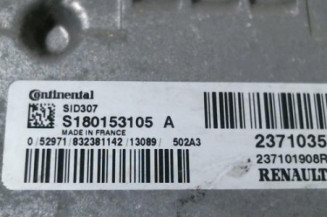 Continental
SID307
S180153105 A
MADE IN FRANCE
0/52971/832381142/13089/ 502A3
2371035
237101908R
RENAULT